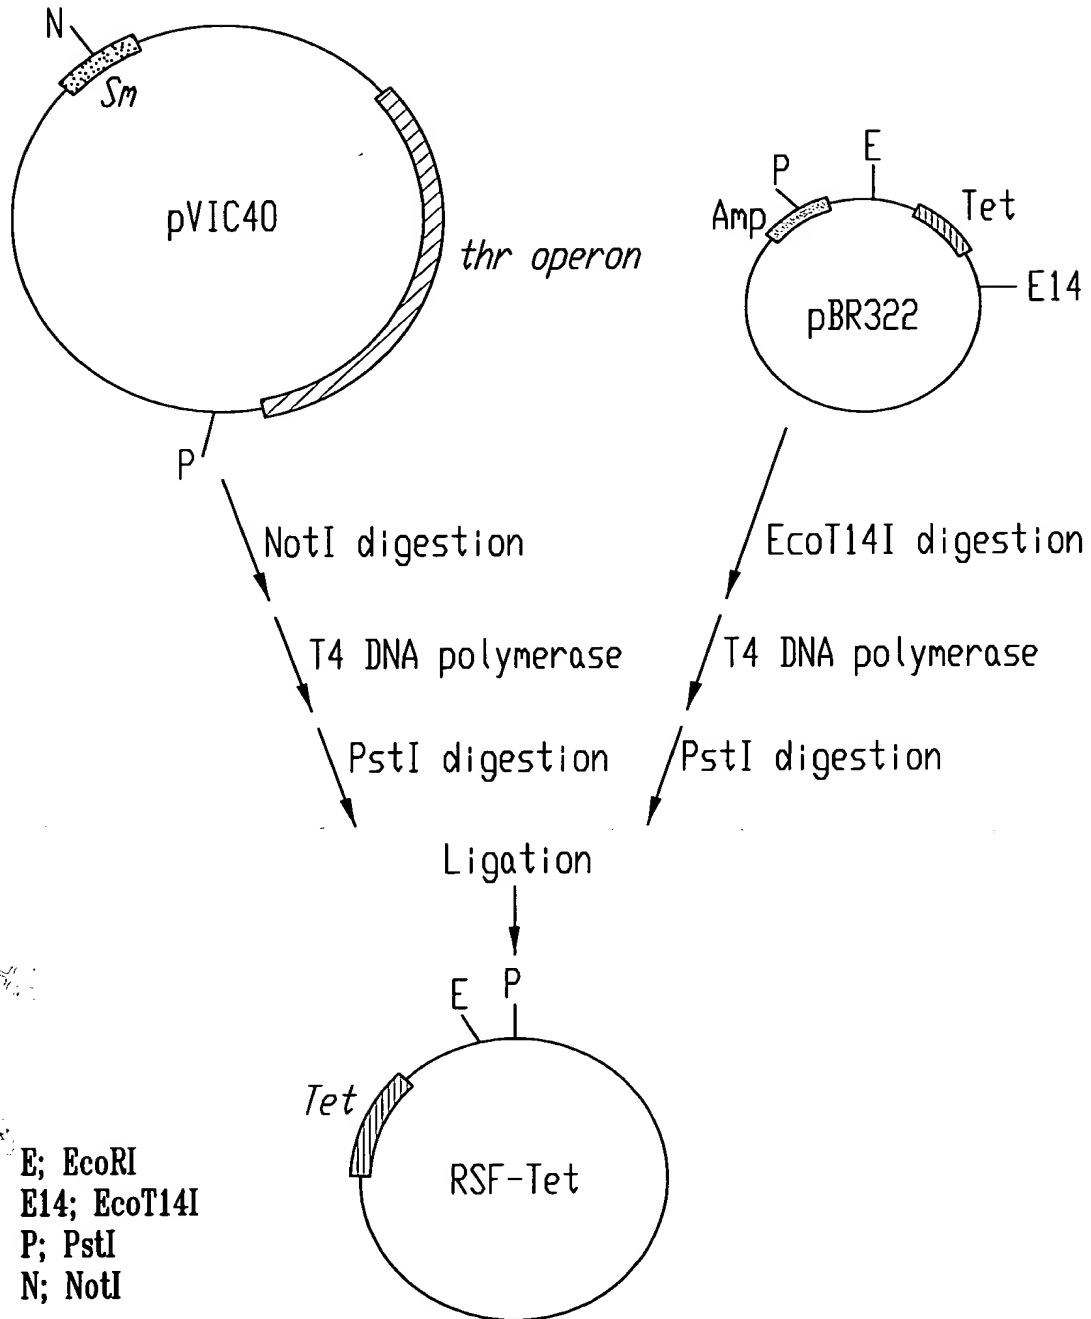 N
Sm
pVIC40
thr operon
P
P
E
Amp
Tet
E14
pBR322
NotI digestion
T4 DNA polymerase
PstI digestion
EcoT14I digestion
T4 DNA polymerase
PstI digestion
Ligation
E
P
Tet
RSF-Tet
E; EcoRI
E14; EcoT14I
P; PstI
N; NotI